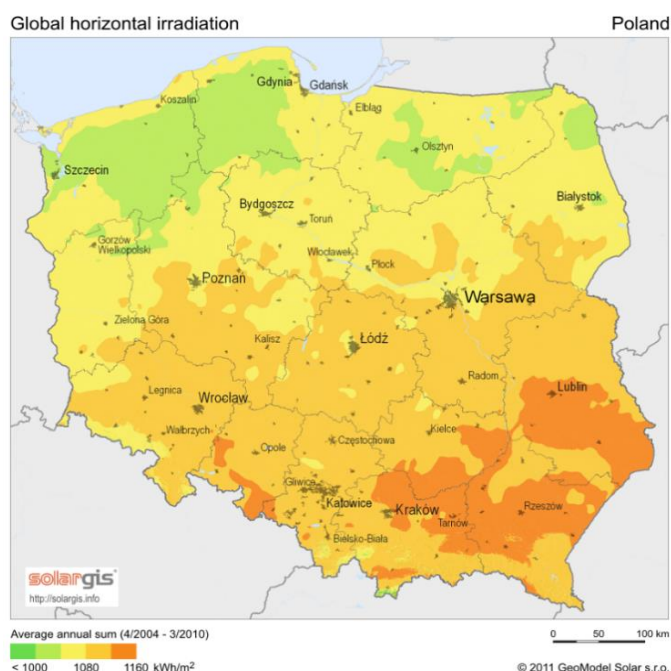 Global horizontal irradiation Poland
Gdynia
Gdańsk
Koszalin
Elbląg
Olsztyn
Szczecin
Białystok
Bydgoszcz
Toruń
Gorzów
Wielkopolski
Włocławek
Płock
Poznań
Warsawa
Zielona Góra
Kalisz
Łódź
Radom
Legnica
Lublin
Wrocław
Wałbrzych
Kielce
Opole
Częstochowa
Gliwice
Katowice
Kraków
Rzeszów
Tarnów
Bielsko-Biała
solargis
http://solargis.info
Average annual sum (4/2004 - 3/2010) 0 50 100 km
< 1000 1080 1160 kWh/m²
© 2011 GeoModel Solar s.r.o.